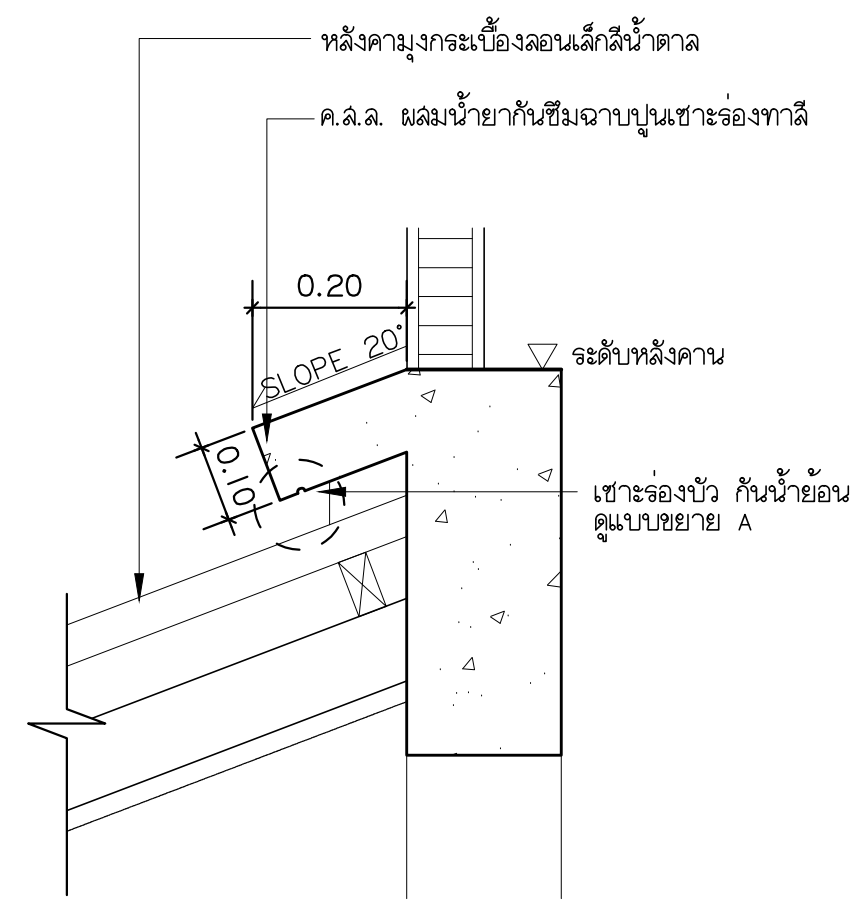 หลังคามุงกระเบื้องลอนเล็กสีน้ำตาล
ค.ส.ล. ผสมน้ำยากันซึมฉาบปูนเซาะร่องทาสี
0.20
SLOPE 20°
ระดับหลังคาน
0.10
เซาะร่องบัว กันน้ำย้อน
ดูแบบขยาย A